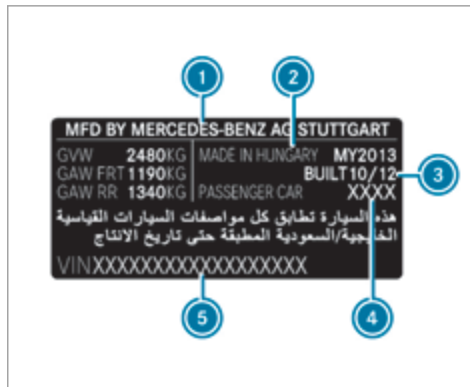 1
2
MFD BY MERCEDES-BENZ AG STUTTGART
GVW 2480KG MADE IN HUNGARY MY2013
GAW FRT 1190KG BUILT 10/12
3
GAW RR 1340KG PASSENGER CAR XXXX
هذه السيارة تطابق كل مواصفات السيارات القياسية
الخليجية/السعودية المطبقة حتى تاريخ الانتاج
VINXXXXXXXXXXXXXXXXX
5
4